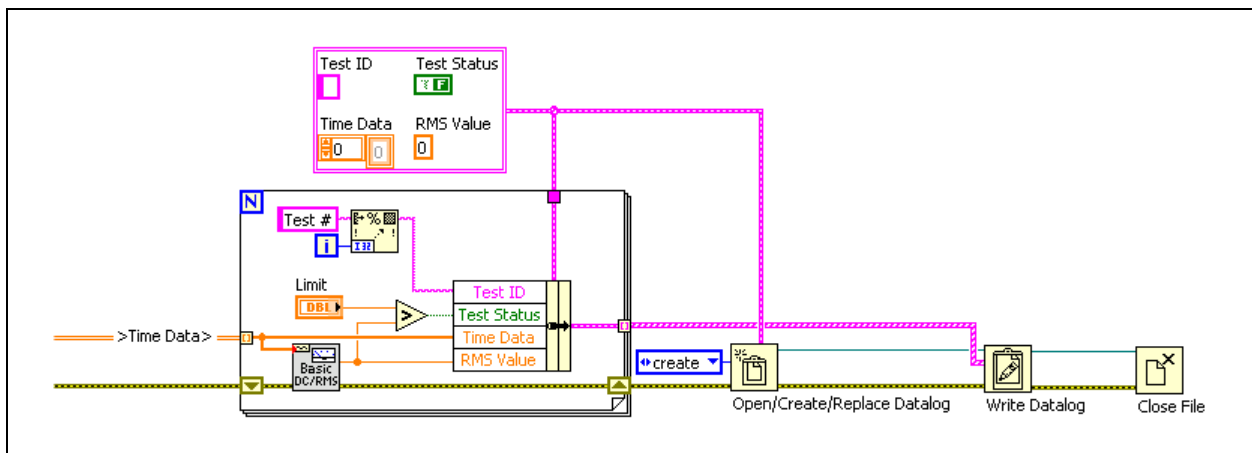 Test ID Test Status
F
Time Data RMS Value
0 0 0
N
Test # %
i I32
Limit
DBL
>
Test ID
Test Status
Time Data
RMS Value
>Time Data>
Basic
DC/RMS
create
Open/Create/Replace Datalog Write Datalog Close File